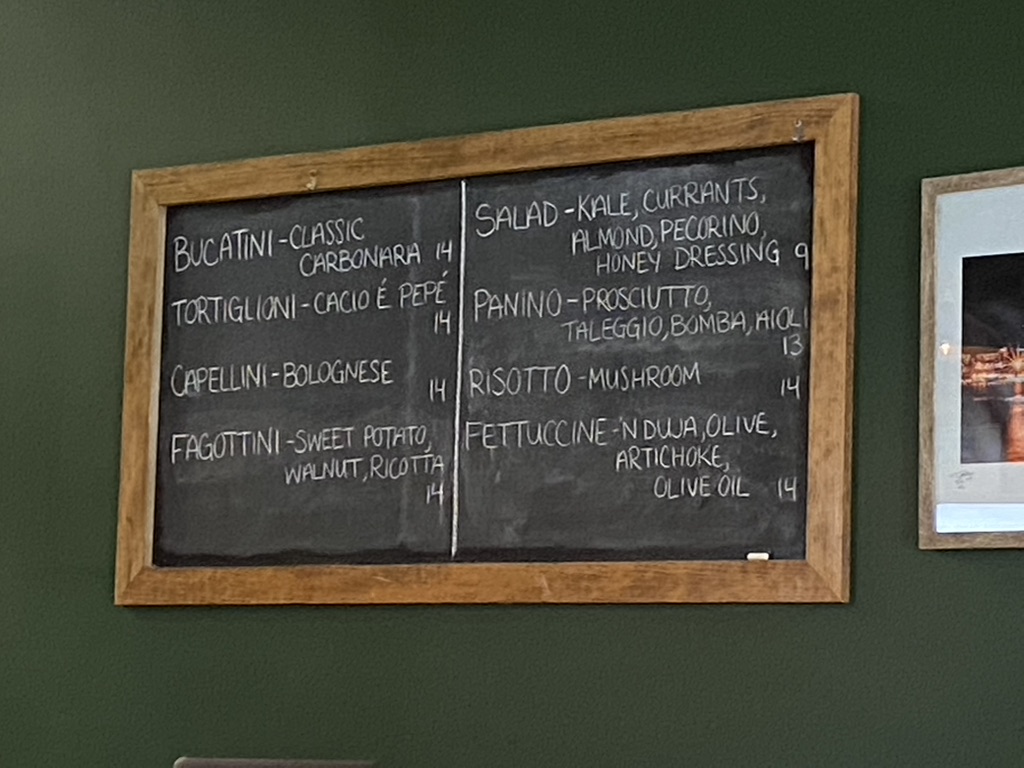 BUCATINI - CLASSIC
CARBONARA 14
TORTIGLIONI - CACIO É PEPÉ
14
CAPELLINI - BOLOGNESE
14
FAGOTTINI - SWEET POTATO,
WALNUT, RICOTTA
14
SALAD - KALE, CURRANTS,
ALMOND, PECORINO,
HONEY DRESSING 9
PANINO - PROSCIUTTO,
TALEGGIO, BOMBA, AIOLI
13
RISOTTO - MUSHROOM 14
FETTUCCINE - 'NDUJA, OLIVE,
ARTICHOKE,
OLIVE OIL 14